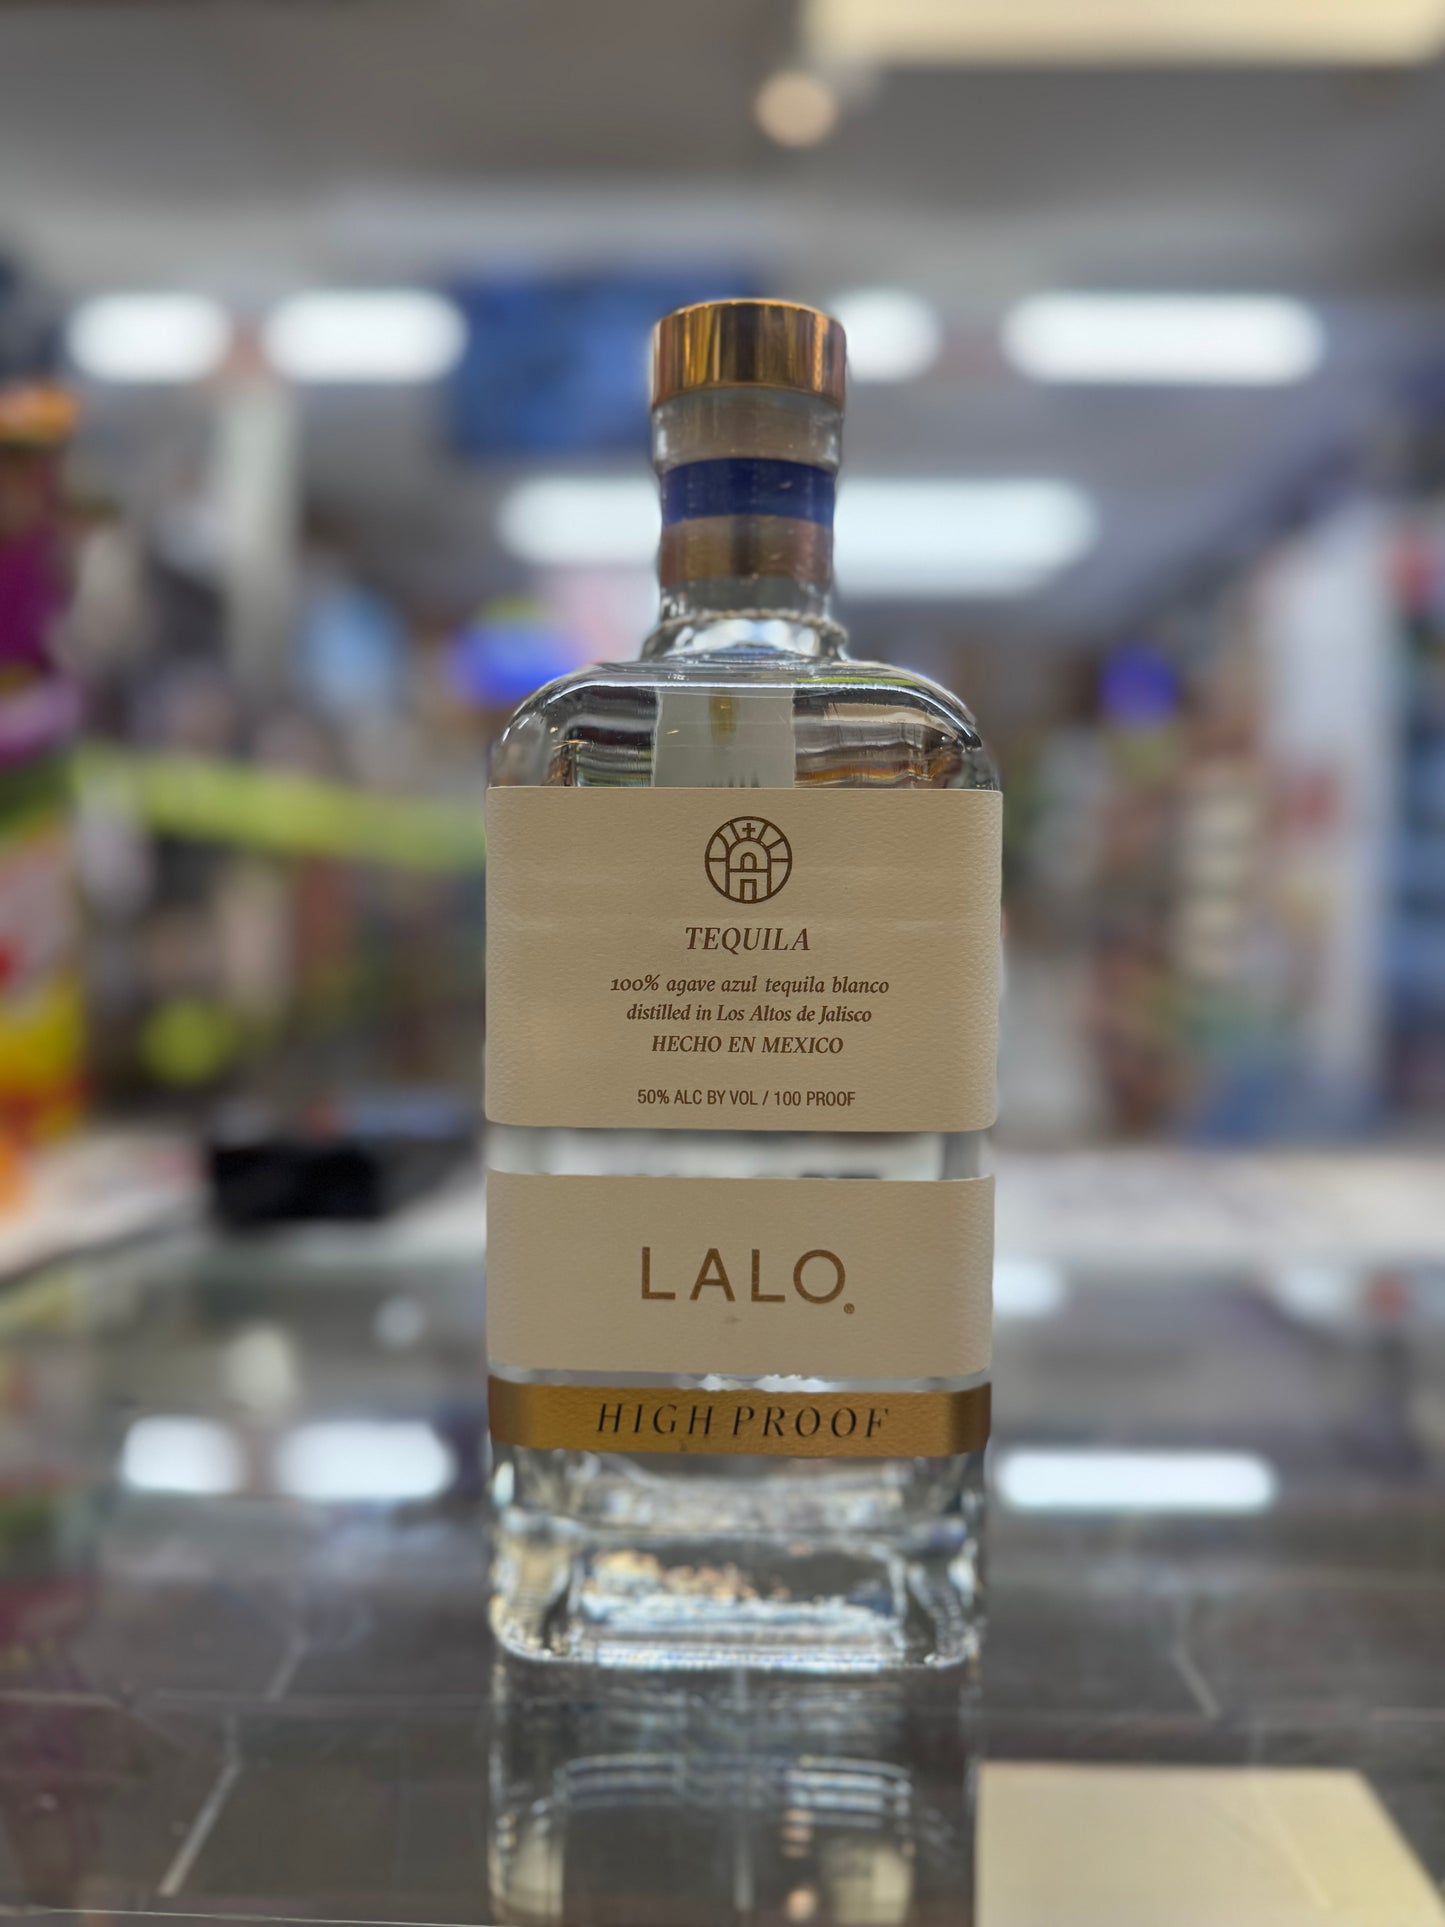 TEQUILA
100% agave azul tequila blanco
distilled in Los Altos de Jalisco
HECHO EN MEXICO
50% ALC BY VOL / 100 PROOF
LALO®
HIGH PROOF